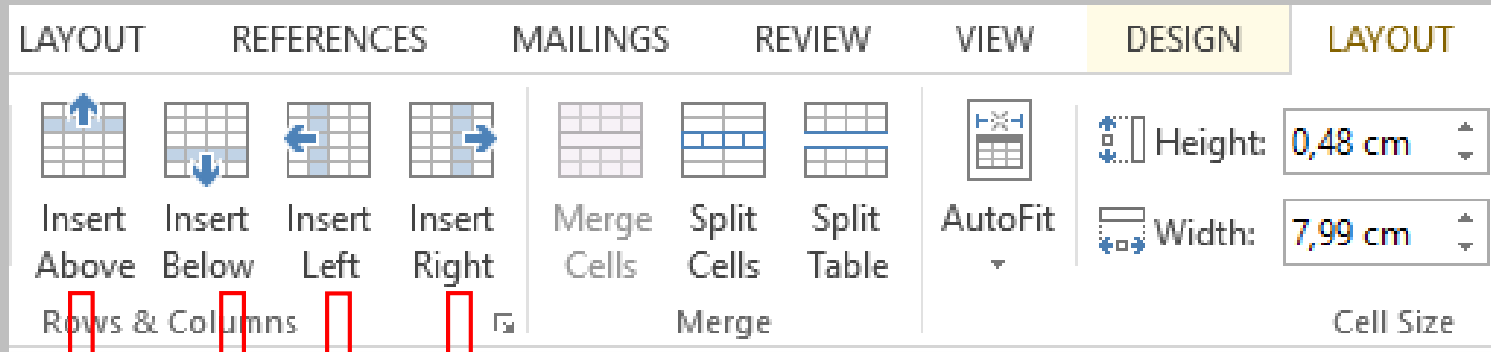 LAYOUT REFERENCES MAILINGS REVIEW VIEW DESIGN LAYOUT
Insert Above
Insert Below
Insert Left
Insert Right
Rows & Columns
Merge Cells
Split Cells
Split Table
Merge
AutoFit
Height: 0,48 cm
Width: 7,99 cm
Cell Size